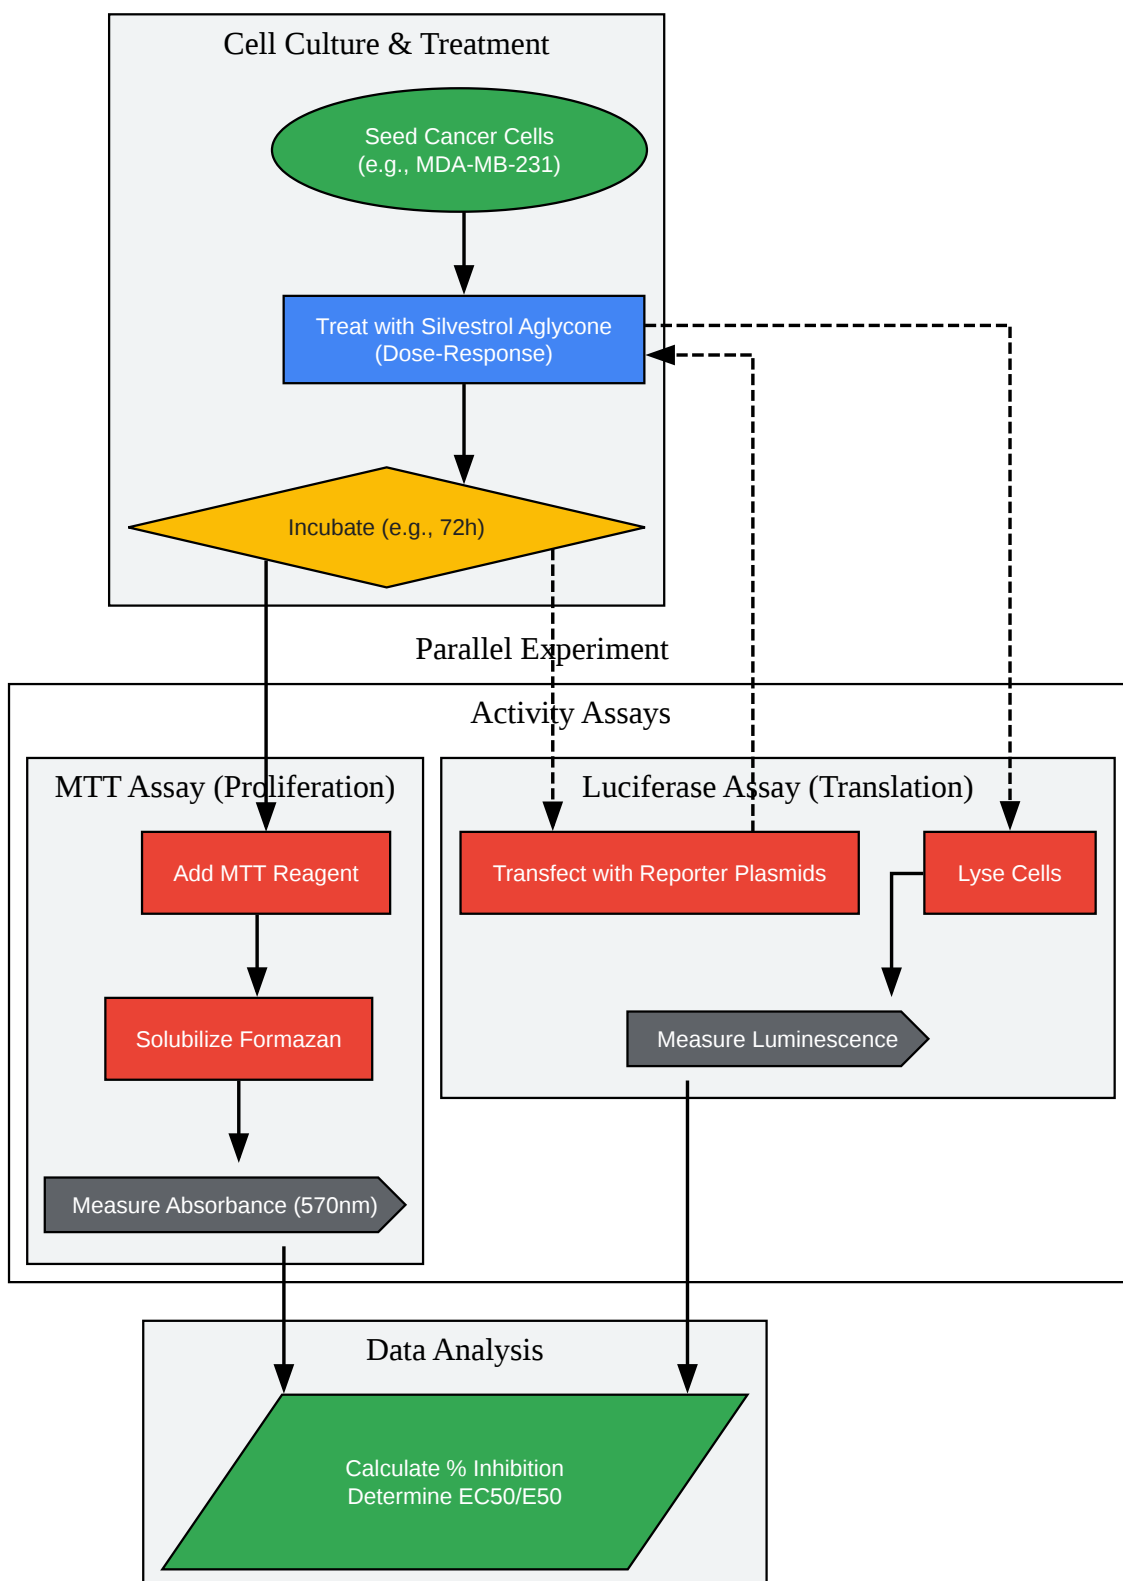 Cell Culture & Treatment
Seed Cancer Cells
(e.g., MDA-MB-231)
Treat with Silvestrol Aglycone
(Dose-Response)
Incubate (e.g., 72h)
Parallel Experiment
Activity Assays
MTT Assay (Proliferation)
Luciferase Assay (Translation)
Add MTT Reagent
Transfect with Reporter Plasmids
Lyse Cells
Solubilize Formazan
Measure Luminescence
Measure Absorbance (570nm)
Data Analysis
Calculate % Inhibition
Determine EC50/E50